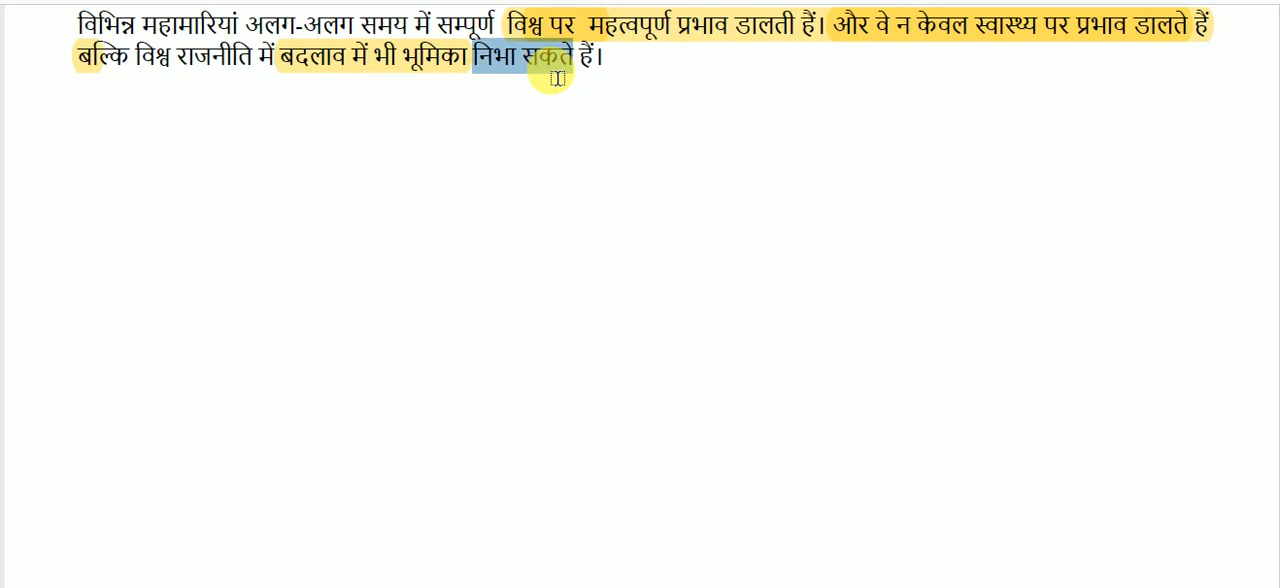 विभिन्न महामारियां अलग-अलग समय में सम्पूर्ण विश्व पर महत्वपूर्ण प्रभाव डालती हैं। और वे न केवल स्वास्थ्य पर प्रभाव डालते हैं
बल्कि विश्व राजनीति में बदलाव में भी भूमिका निभा सकते हैं।